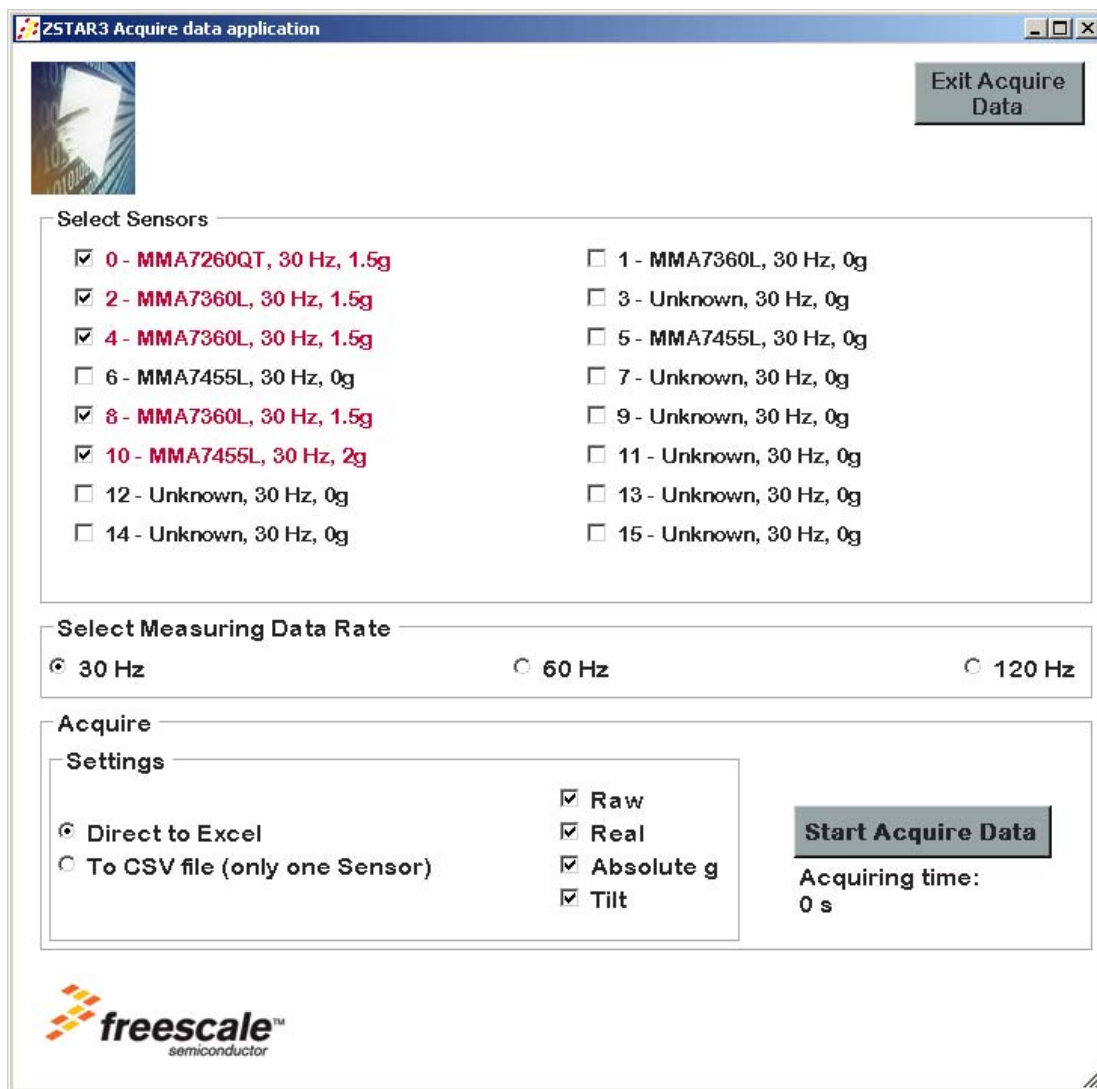 ZSTAR3 Acquire data application
Exit Acquire
Data
Select Sensors
0 - MMA7260QT, 30 Hz, 1.5g
1 - MMA7360L, 30 Hz, 0g
2 - MMA7360L, 30 Hz, 1.5g
3 - Unknown, 30 Hz, 0g
4 - MMA7360L, 30 Hz, 1.5g
5 - MMA7455L, 30 Hz, 0g
6 - MMA7455L, 30 Hz, 0g
7 - Unknown, 30 Hz, 0g
8 - MMA7360L, 30 Hz, 1.5g
9 - Unknown, 30 Hz, 0g
10 - MMA7455L, 30 Hz, 2g
11 - Unknown, 30 Hz, 0g
12 - Unknown, 30 Hz, 0g
13 - Unknown, 30 Hz, 0g
14 - Unknown, 30 Hz, 0g
15 - Unknown, 30 Hz, 0g
Select Measuring Data Rate
30 Hz
60 Hz
120 Hz
Acquire
Settings
Direct to Excel
To CSV file (only one Sensor)
Raw
Real
Absolute g
Tilt
Start Acquire Data
Acquiring time:
0 s
freescale™
semiconductor